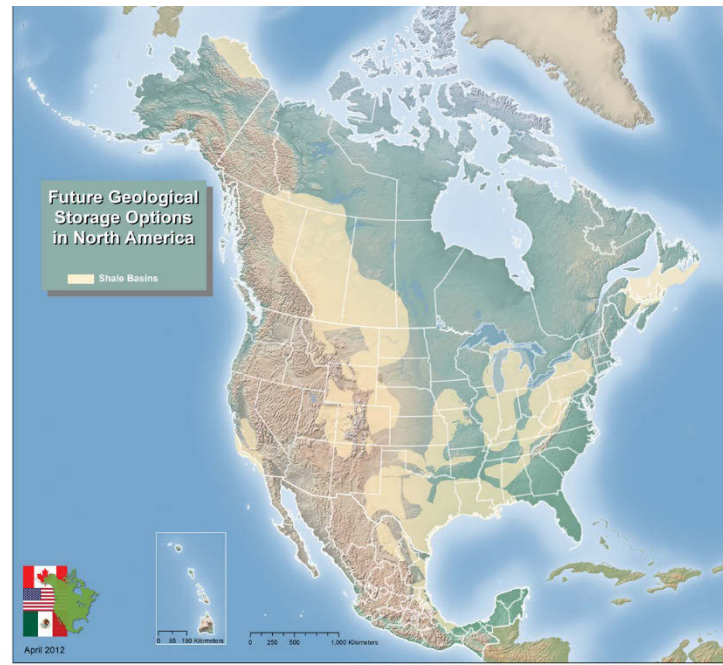 Future Geological
Storage Options
in North America
Shale Basins
April 2012
0
95
190 Kilometers
0
250
500
1,000 Kilometers